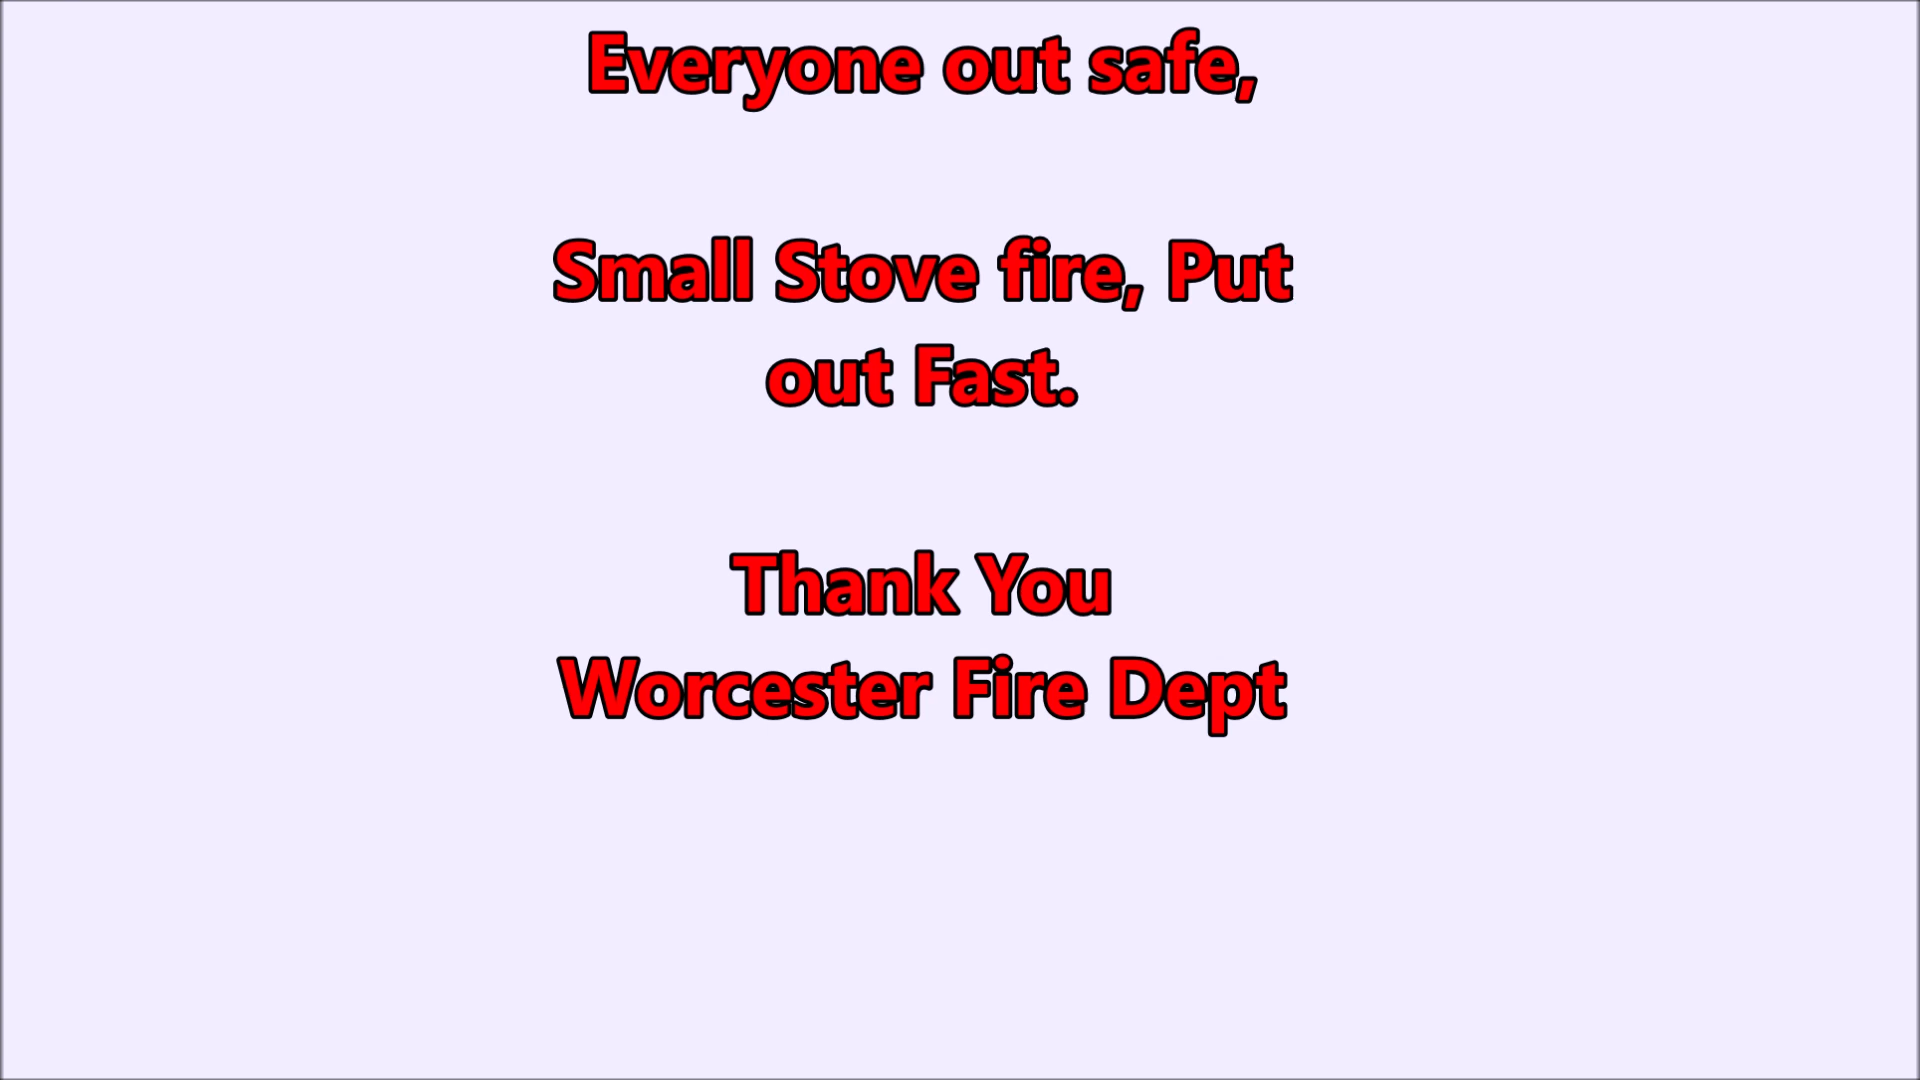 Everyone out safe,
Small Stove fire, Put
out Fast.
Thank You
Worcester Fire Dept